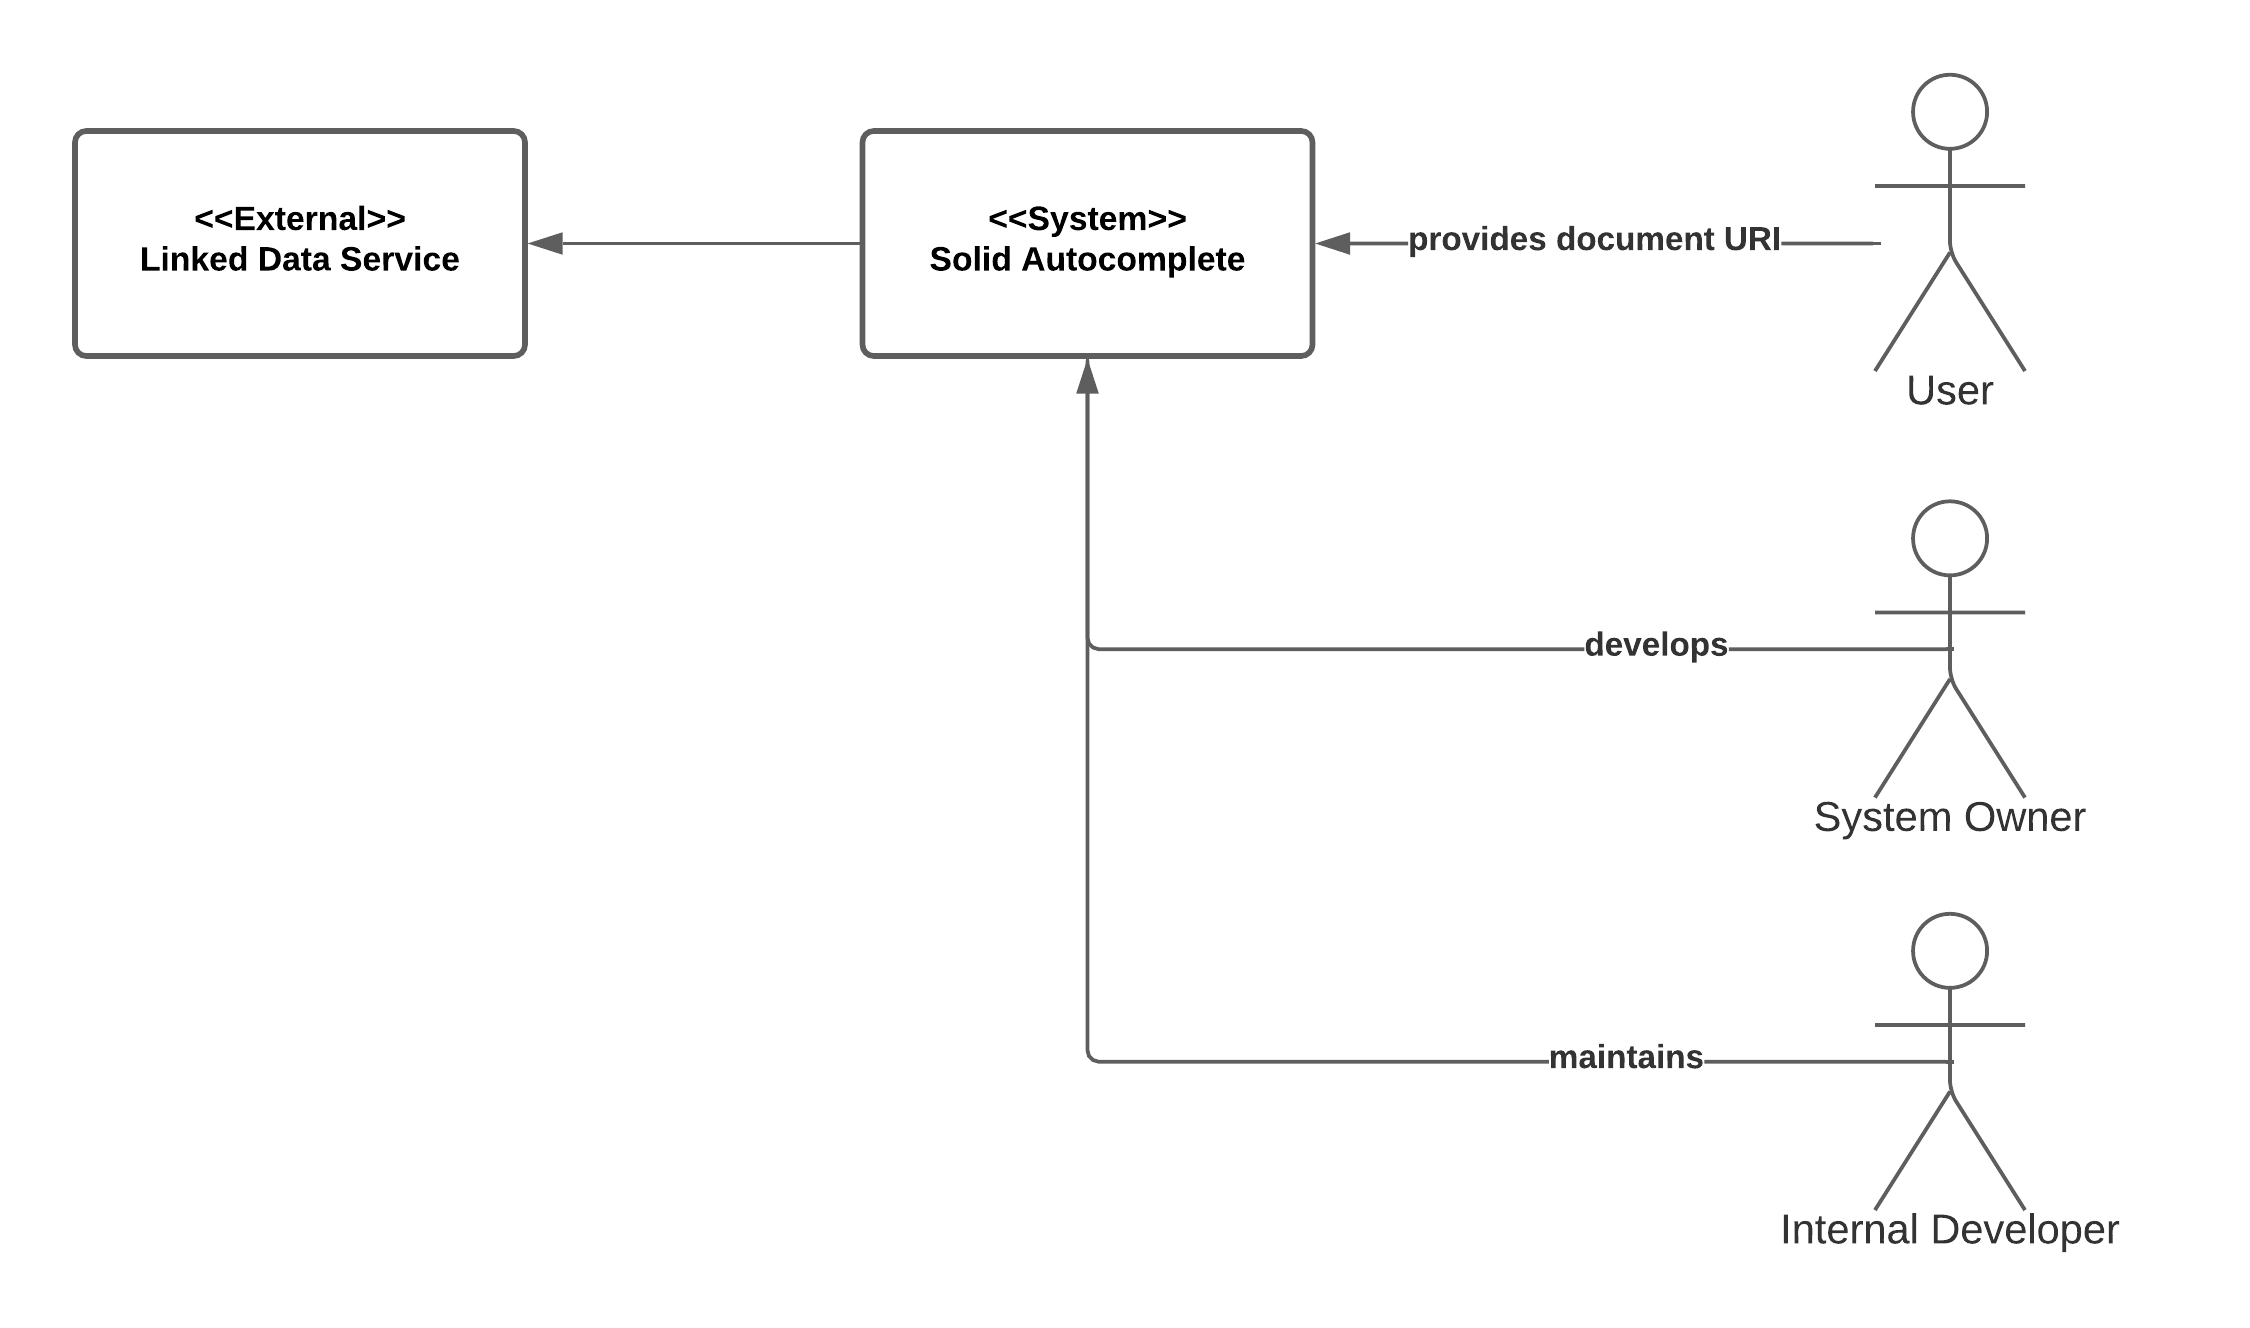 <<External>>
Linked Data Service
<<System>>
Solid Autocomplete
provides document URI
User
develops
System Owner
maintains
Internal Developer